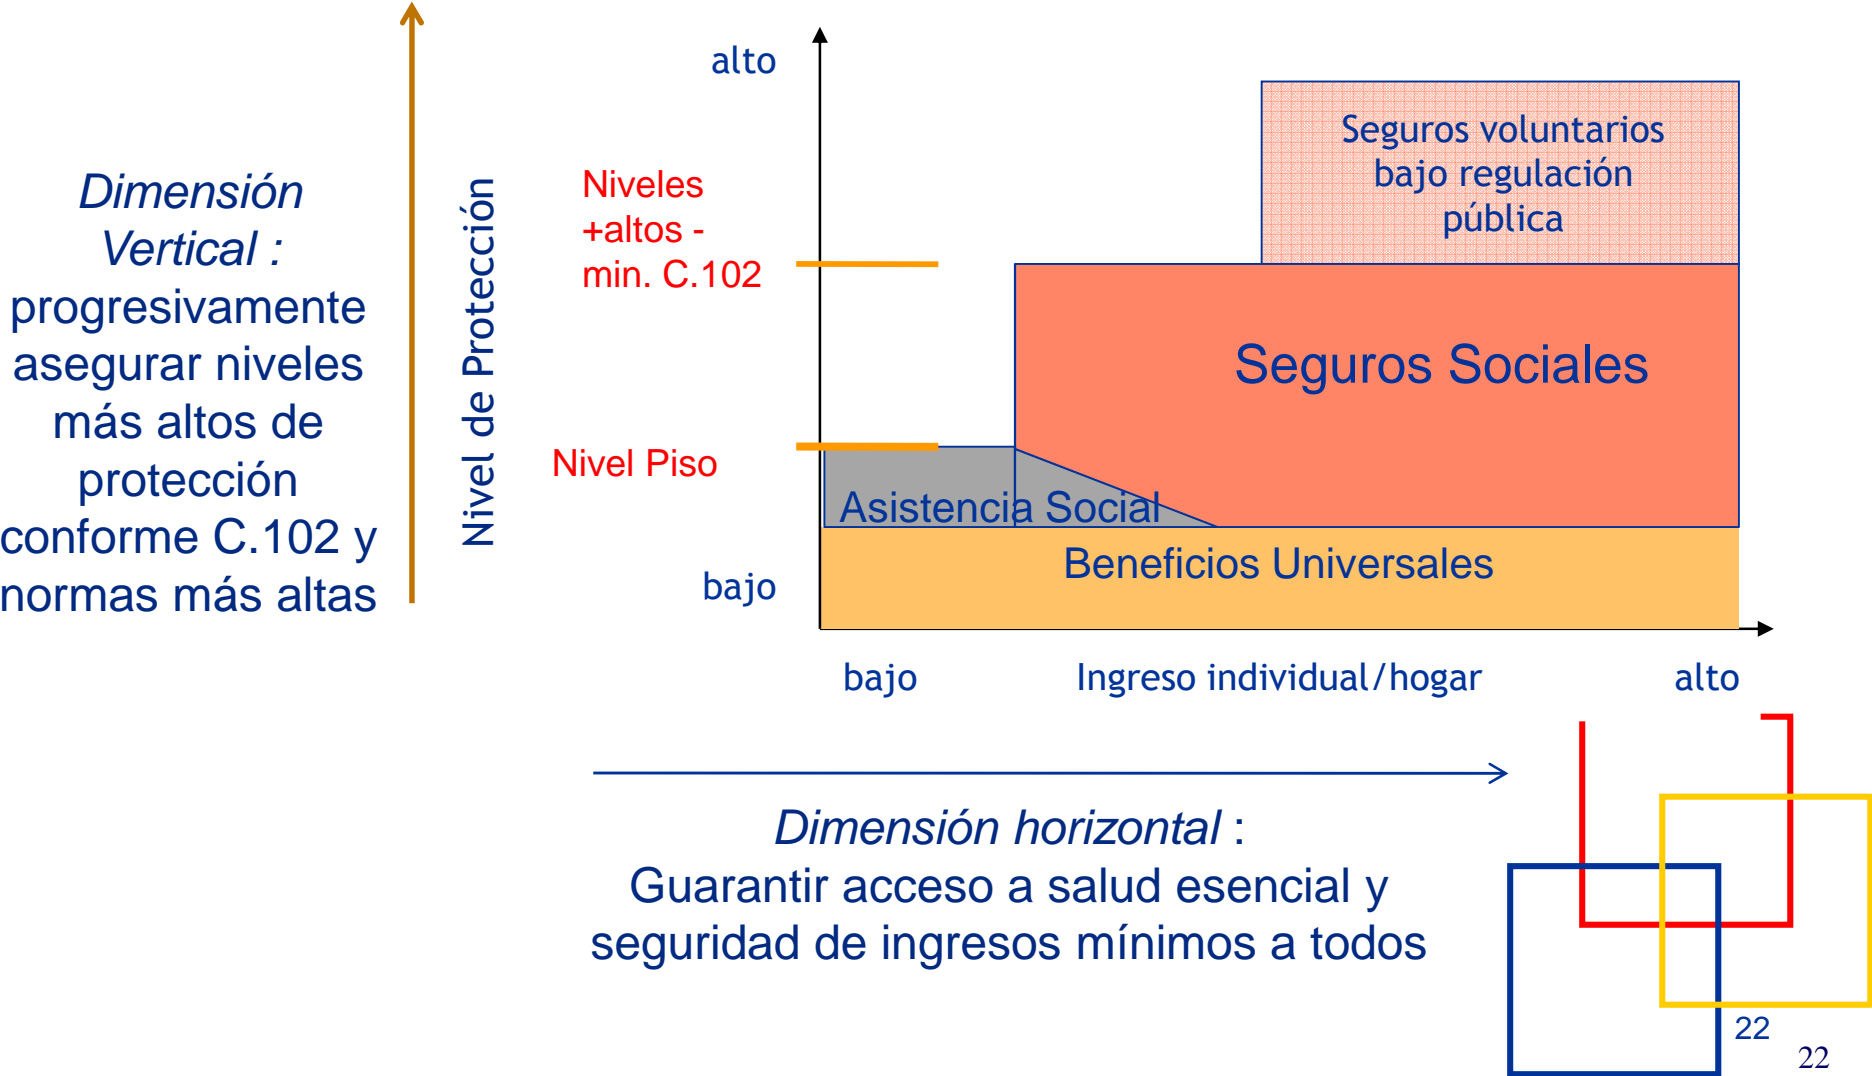 Dimensión
Vertical :
progresivamente
asegurar niveles
más altos de
protección
conforme C.102 y
normas más altas
Nivel de Protección
alto
Niveles
+altos -
min. C.102
Nivel Piso
bajo
Seguros voluntarios
bajo regulación
pública
Seguros Sociales
Asistencia Social
Beneficios Universales
bajo
Ingreso individual/hogar
alto
Dimensión horizontal :
Guarantir acceso a salud esencial y
seguridad de ingresos mínimos a todos
22
22